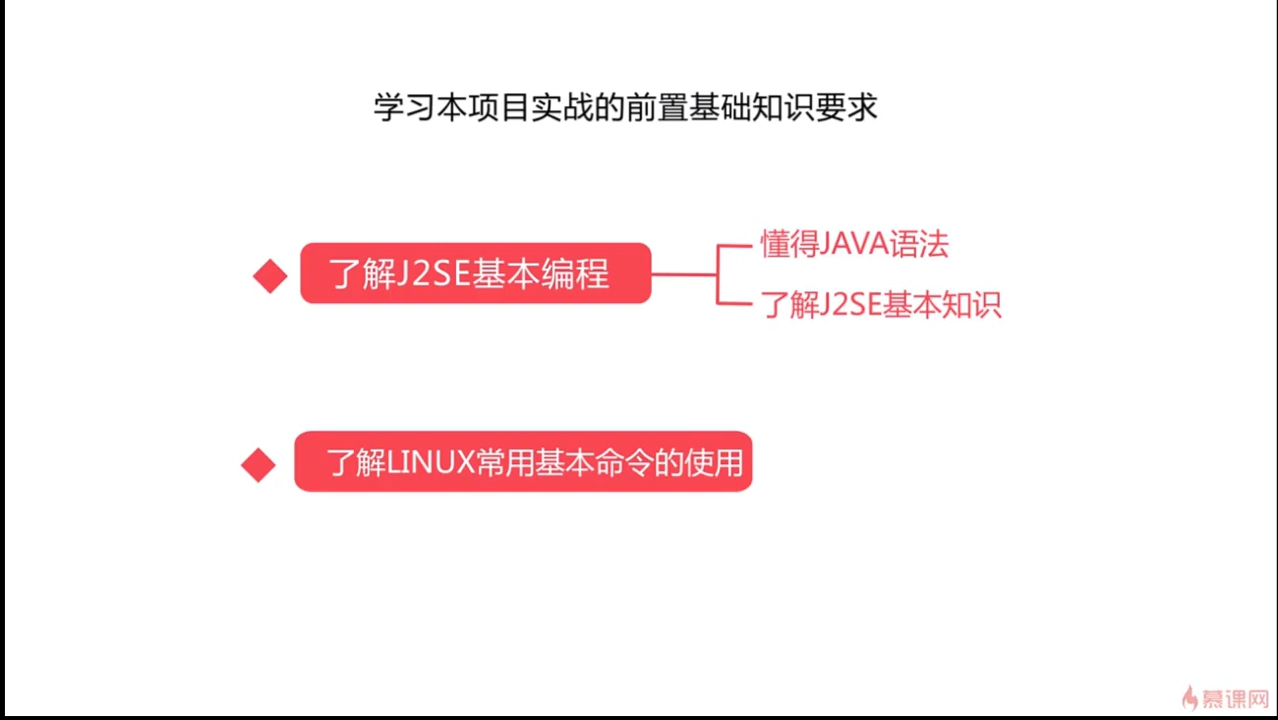 学习本项目实战的前置基础知识要求
了解J2SE基本编程
懂得JAVA语法
了解J2SE基本知识
了解LINUX常用基本命令的使用
慕课网